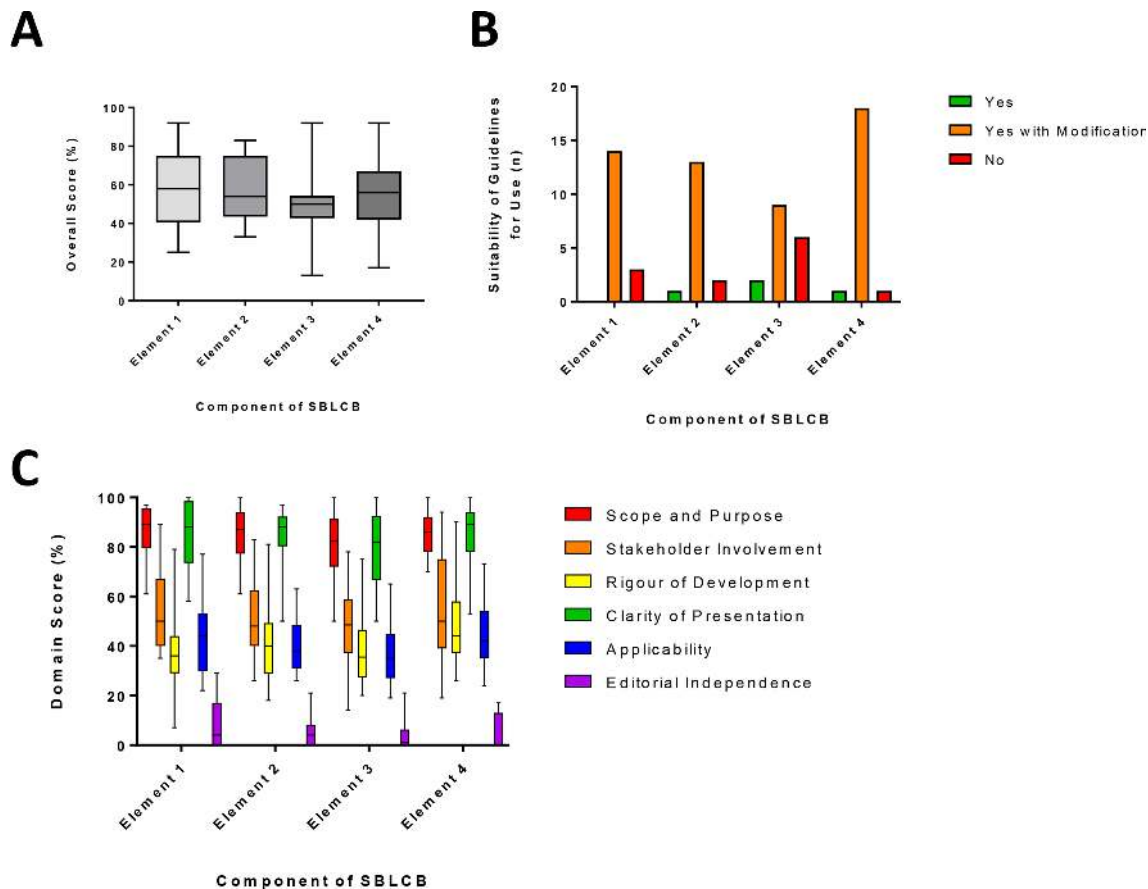 A
Overall Score (%)
100
80
60
40
20
0
Element 1
Element 2
Element 3
Element 4
Component of SBLCB
B
Suitability of Guidelines
for Use (n)
20
15
10
5
0
Element 1
Element 2
Element 3
Element 4
Component of SBLCB
Yes
Yes with Modification
No
C
Domain Score (%)
100
80
60
40
20
0
Element 1
Element 2
Element 3
Element 4
Component of SBLCB
Scope and Purpose
Stakeholder Involvement
Rigour of Development
Clarity of Presentation
Applicability
Editorial Independence